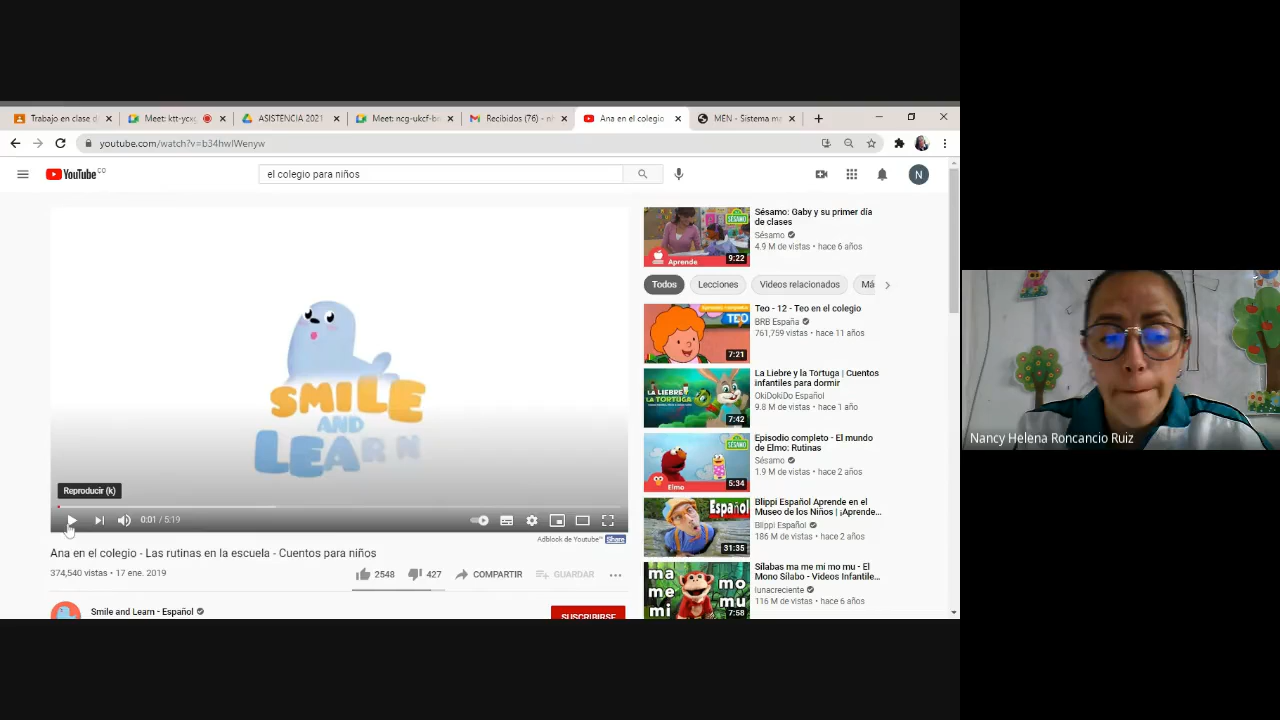 Trabajo en clase d
Meet: ktt-ycxg
ASISTENCIA 2021
Meet: ncg-ukcf-b
Recibidos (76) - nh
Ana en el colegio
MEN - Sistema ma
youtube.com/watch?v=b34hwIWenyw
YouTube CO
el colegio para niños
N
SMILE
AND
LEARN
Reproducir (k)
0:01 / 5:19
Adblock de Youtube™
Ana en el colegio - Las rutinas en la escuela - Cuentos para niños
374,540 vistas • 17 ene. 2019
2548
427
COMPARTIR
GUARDAR
Smile and Learn - Español
SUSCRIBIRSE
SÉSAMO
Aprende
9:22
Sésamo: Gaby y su primer día
de clases
Sésamo
4.9 M de vistas • hace 6 años
Todos
Lecciones
Videos relacionados
Má
TEO
7:21
Teo - 12 - Teo en el colegio
BRB España
761,759 vistas • hace 11 años
LA LIEBRE
Y LA TORTUGA
7:42
La Liebre y la Tortuga | Cuentos
infantiles para dormir
OkiDokiDo Español
9.8 M de vistas • hace 1 año
SÉSAMO
Elmo
5:34
Episodio completo - El mundo
de Elmo: Rutinas
Sésamo
1.9 M de vistas • hace 2 años
Español
31:35
Blippi Español Aprende en el
Museo de los Niños | ¡Aprende...
Blippi Español
186 M de vistas • hace 2 años
ma
me
mi
mo
mu
7:58
Sílabas ma me mi mo mu - El
Mono Sílabo - Videos Infantile...
lunacreciente
116 M de vistas • hace 6 años
Nancy Helena Roncancio Ruiz